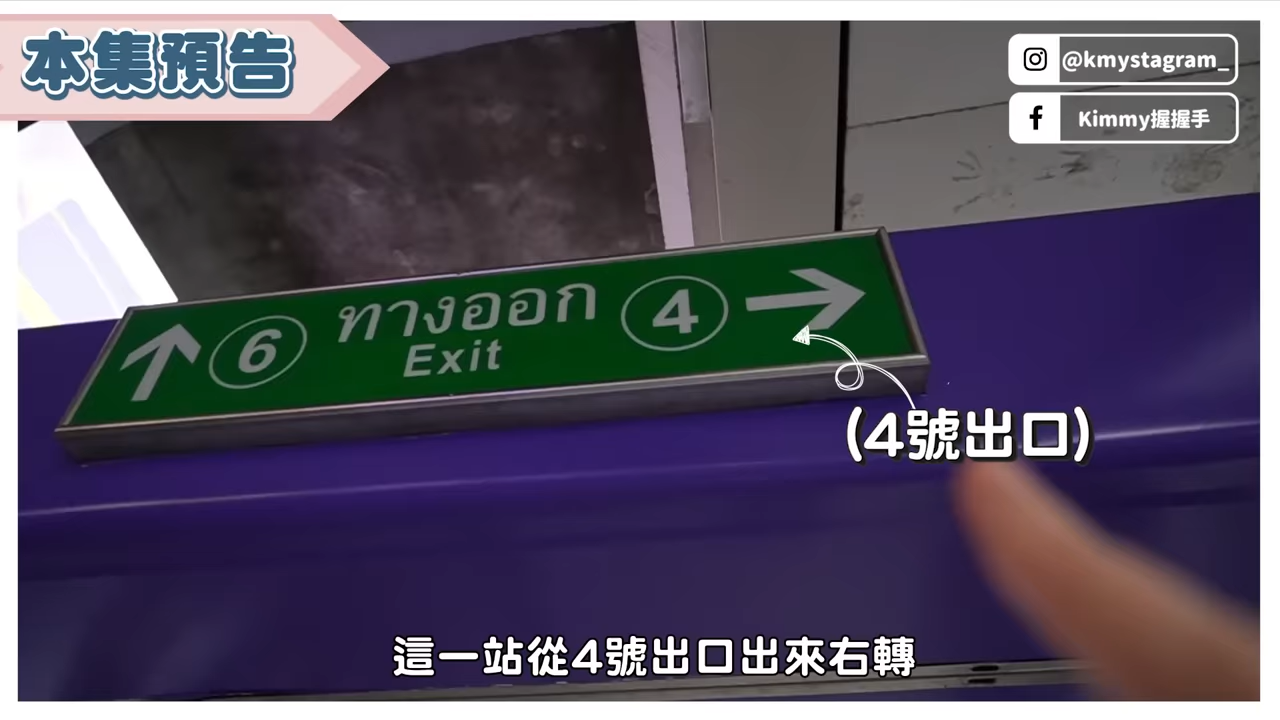 本集預告
@kmystagram_
Kimmy握握手
6 ทางออก 4
Exit
(4號出口)
這一站從4號出口出來右轉